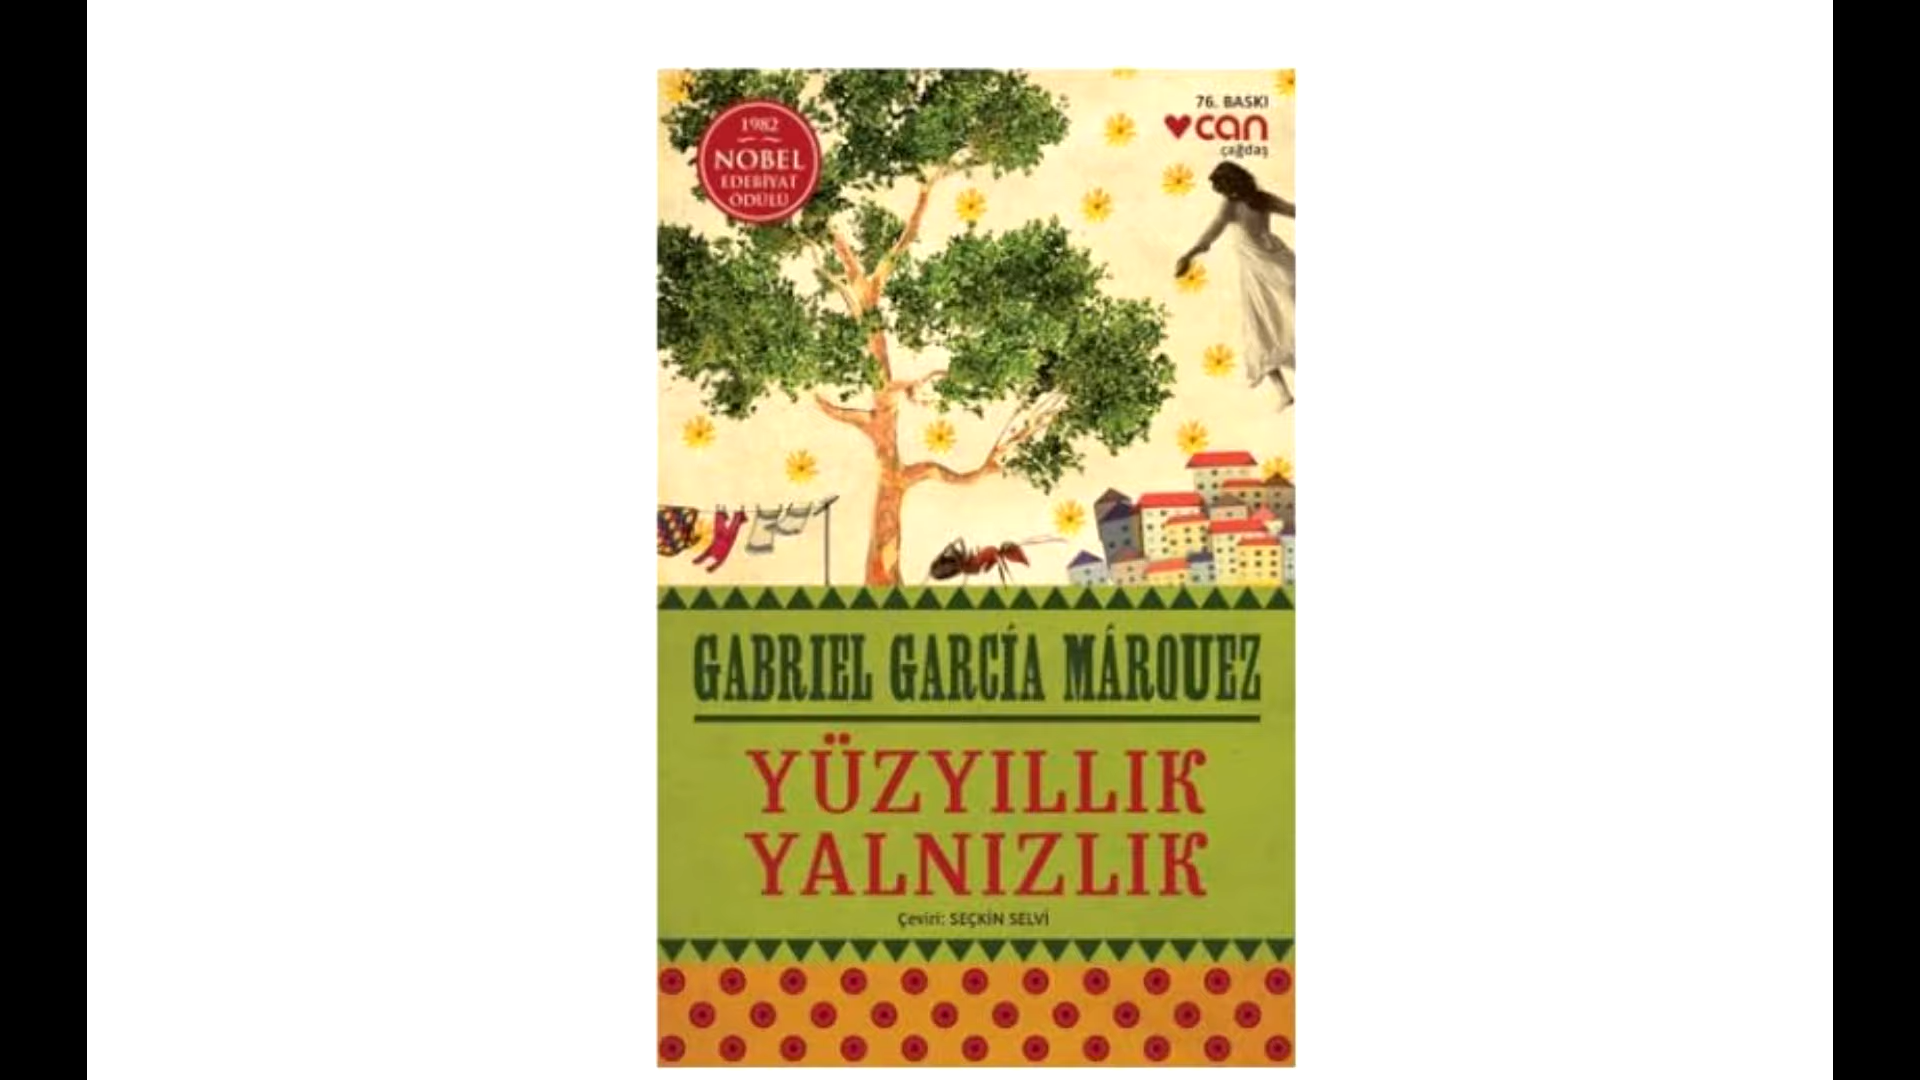 1982
NOBEL
EDEBİYAT
ÖDÜLÜ
76. BASKI
can
çağdaş
GABRIEL GARCÍA MÁRQUEZ
YÜZYILLIK
YALNIZLIK
Çeviri: SEÇKİN SELVİ